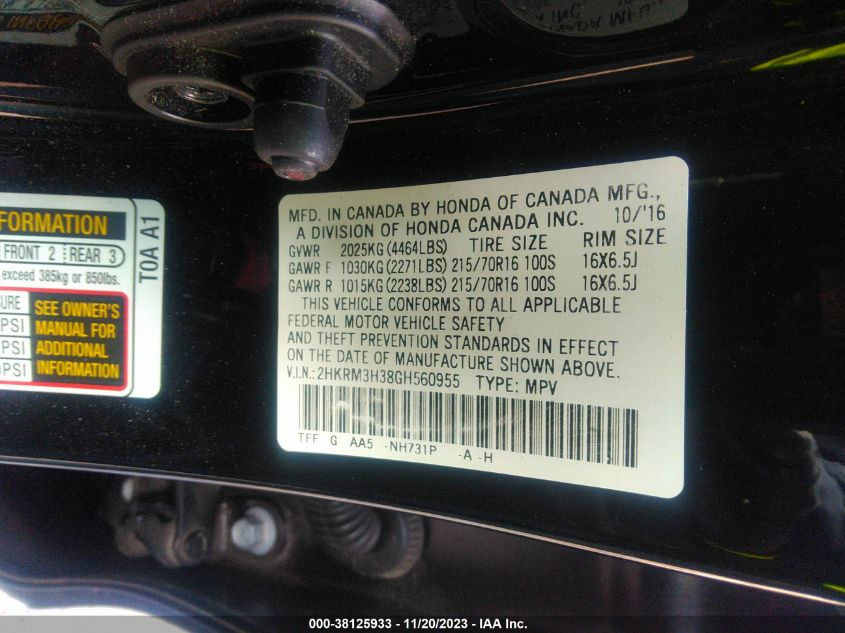 MFD. IN CANADA BY HONDA OF CANADA MFG.,
A DIVISION OF HONDA CANADA INC. 10/'16
GVWR 2025KG(4464LBS) TIRE SIZE RIM SIZE
GAWR F 1030KG(2271LBS) 215/70R16 100S 16X6.5J
GAWR R 1015KG(2238LBS) 215/70R16 100S 16X6.5J
THIS VEHICLE CONFORMS TO ALL APPLICABLE
FEDERAL MOTOR VEHICLE SAFETY
AND THEFT PREVENTION STANDARDS IN EFFECT
ON THE DATE OF MANUFACTURE SHOWN ABOVE.
V.I.N.:2HKRM3H38GH560955 TYPE: MPV
TFF G AA5 -NH731P -A -H
FORMATION
FRONT 2 REAR 3
exceed 385kg or 850lbs.
TOA A1
SURE
PSI
PSI
PSI
SEE OWNER'S
MANUAL FOR
ADDITIONAL
INFORMATION
000-38125933 - 11/20/2023 - IAA Inc.